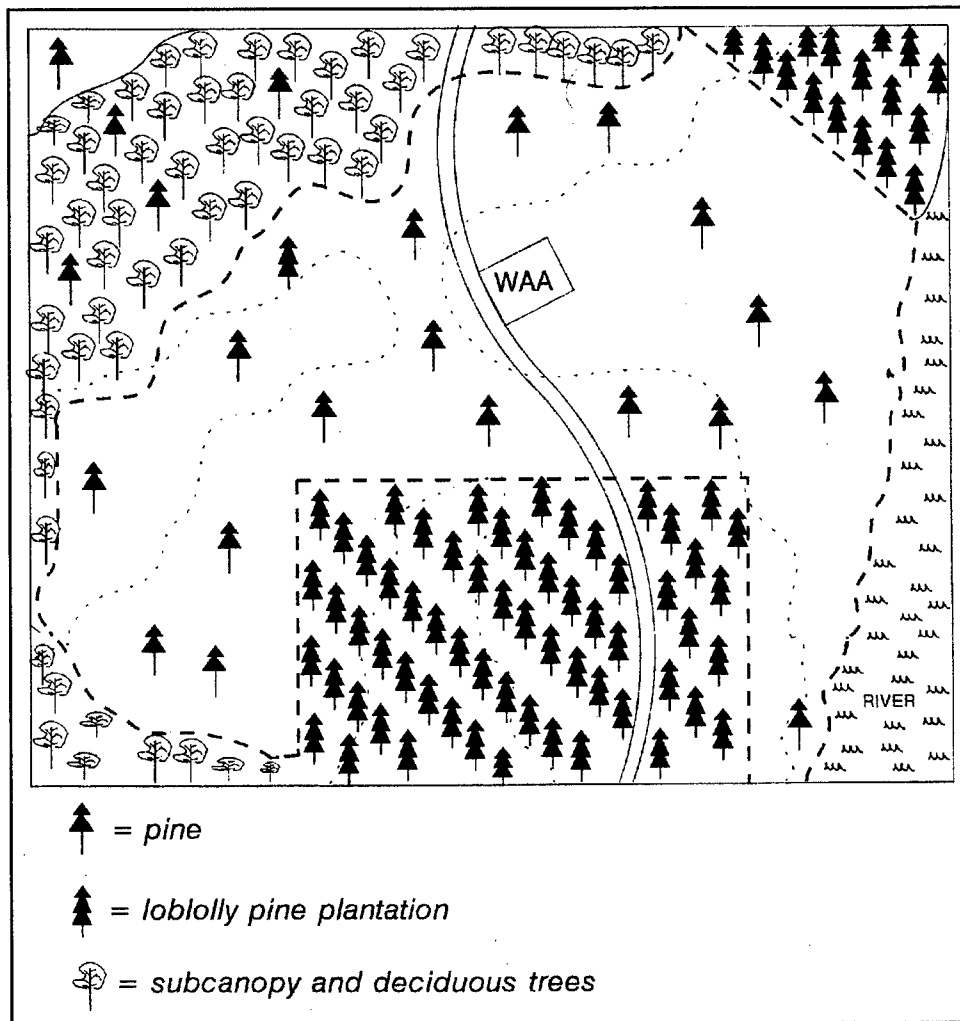 WAA
RIVER
= pine
= loblolly pine plantation
= subcanopy and deciduous trees